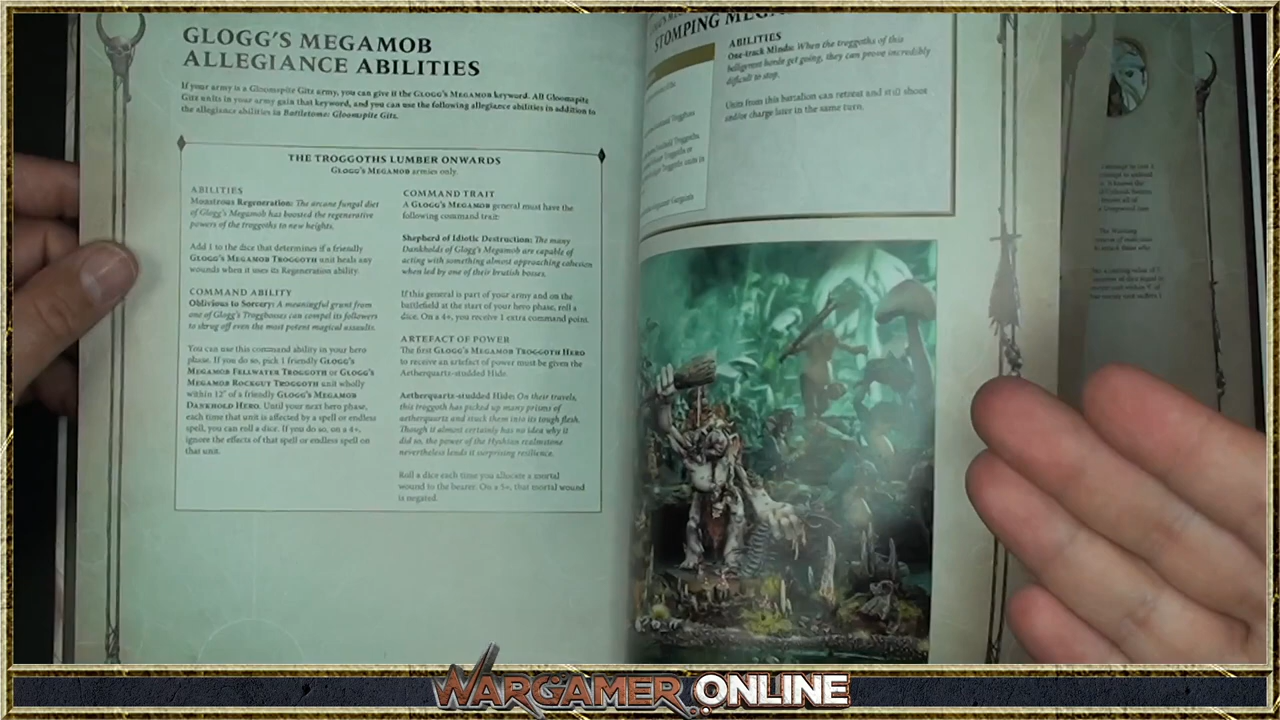 GLOGG'S MEGAMOB
ALLEGIANCE ABILITIES
If your army is a Gloomspite Gitz army, you can give it the GLOGG'S MEGAMOB keyword. All Gloomspite
Gitz units in your army gain that keyword, and you can use the following allegiance abilities in addition to
the allegiance abilities in Battletome: Gloomspite Gitz.
THE TROGGOTHS LUMBER ONWARDS
GLOGG'S MEGAMOB armies only.
ABILITIES
Monstrous Regeneration: The arcane fungal diet
of Glogg's Megamob has boosted the regenerative
powers of the troggoths to new heights.
Add 1 to the dice that determines if a friendly
GLOGG'S MEGAMOB TROGGOTH unit heals any
wounds when it uses its Regeneration ability.
COMMAND ABILITY
Oblivious to Sorcery: A meaningful grunt from
one of Glogg's Troggbosses can compel its followers
to shrug off even the most potent magical assaults.
You can use this command ability in your hero
phase. If you do so, pick 1 friendly GLOGG'S
MEGAMOB FELLWATER TROGGOTH or GLOGG'S
MEGAMOB ROCKGUT TROGGOTH unit wholly
within 12" of a friendly GLOGG'S MEGAMOB
DANKHOLD HERO. Until your next hero phase,
each time that unit is affected by a spell or endless
spell, you can roll a dice. If you do so, on a 4+,
ignore the effects of that spell or endless spell on
that unit.
COMMAND TRAIT
A GLOGG'S MEGAMOB general must have the
following command trait:
Shepherd of Idiotic Destruction: The many
Dankholds of Glogg's Megamob are capable of
acting with something almost approaching cohesion
when led by one of their brutish bosses.
If this general is part of your army and on the
battlefield at the start of your hero phase, roll a
dice. On a 4+, you receive 1 extra command point.
ARTEFACT OF POWER
The first GLOGG'S MEGAMOB TROGGOTH HERO
to receive an artefact of power must be given the
Aetherquartz-studded Hide.
Aetherquartz-studded Hide: On their travels,
this troggoth has picked up many prisms of
aetherquartz and stuck them into its tough flesh.
Though it almost certainly has no idea why it
did so, the power of the Hyshian realmstone
nevertheless lends it surprising resilience.
Roll a dice each time you allocate a mortal
wound to the bearer. On a 5+, that mortal wound
is negated.
STOMPING
ABILITIES
One-track Minds: When the troggoths of this
belligerent horde get going, they can prove incredibly
difficult to stop.
Units from this battalion can retreat and still shoot
and/or charge later in the same turn.
WARGAMER ONLINE